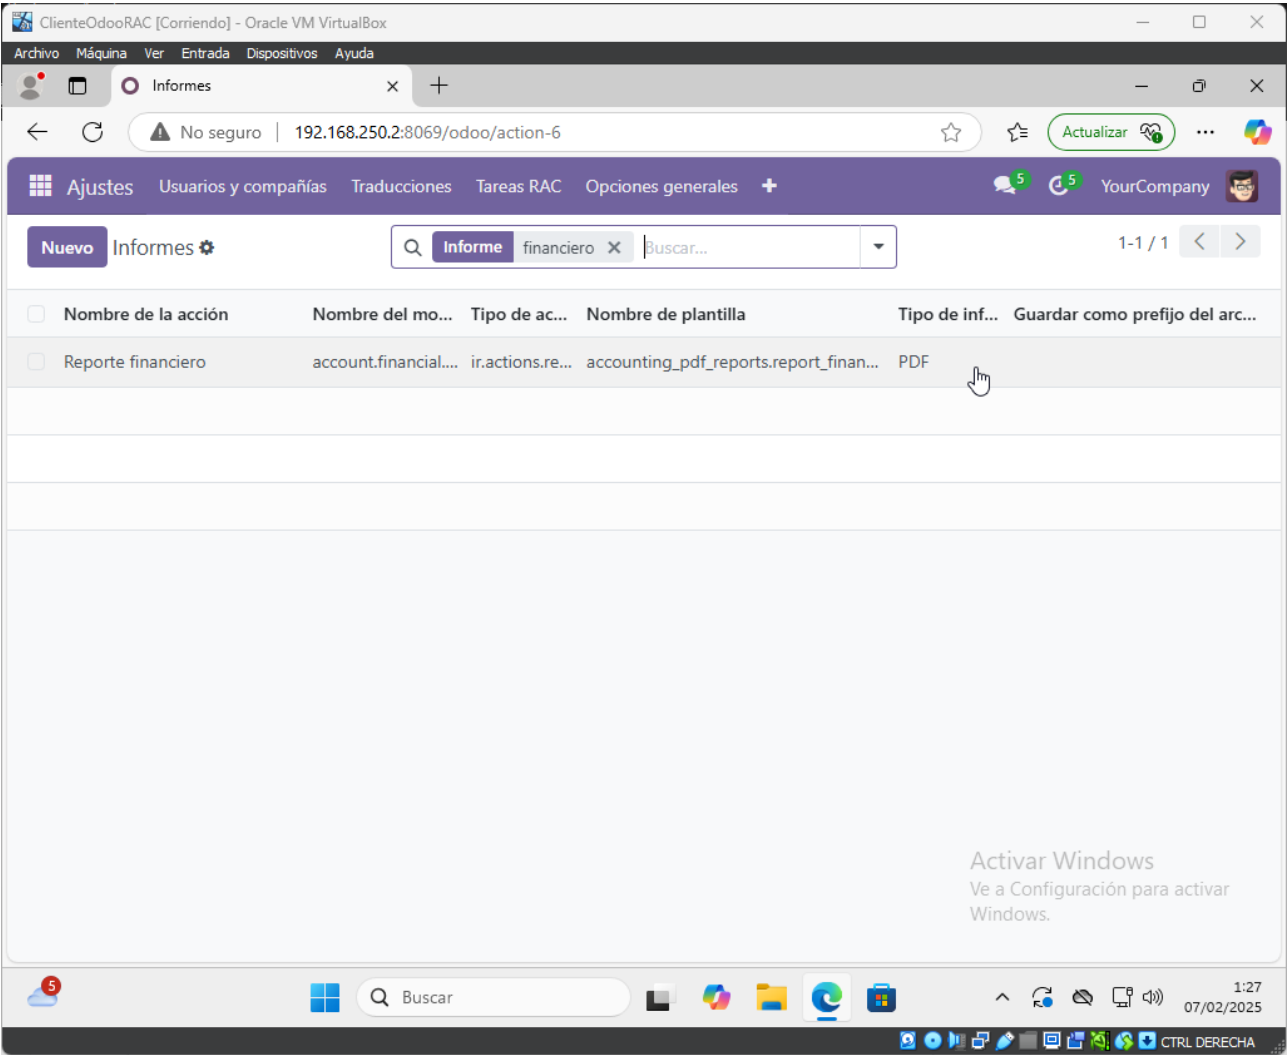 ClienteOdooRAC [Corriendo] - Oracle VM VirtualBox
Archivo Máquina Ver Entrada Dispositivos Ayuda
Informes
No seguro 192.168.250.2:8069/odoo/action-6 Actualizar
Ajustes Usuarios y compañías Traducciones Tareas RAC Opciones generales 5 5 YourCompany
Nuevo Informes Informe financiero Buscar... 1-1 / 1
Nombre de la acción Nombre del mo... Tipo de ac... Nombre de plantilla Tipo de inf... Guardar como prefijo del arc...
Reporte financiero account.financial.... ir.actions.re... accounting_pdf_reports.report_finan... PDF
Activar Windows
Ve a Configuración para activar
Windows.
5 Buscar 1:27
07/02/2025
CTRL DERECHA